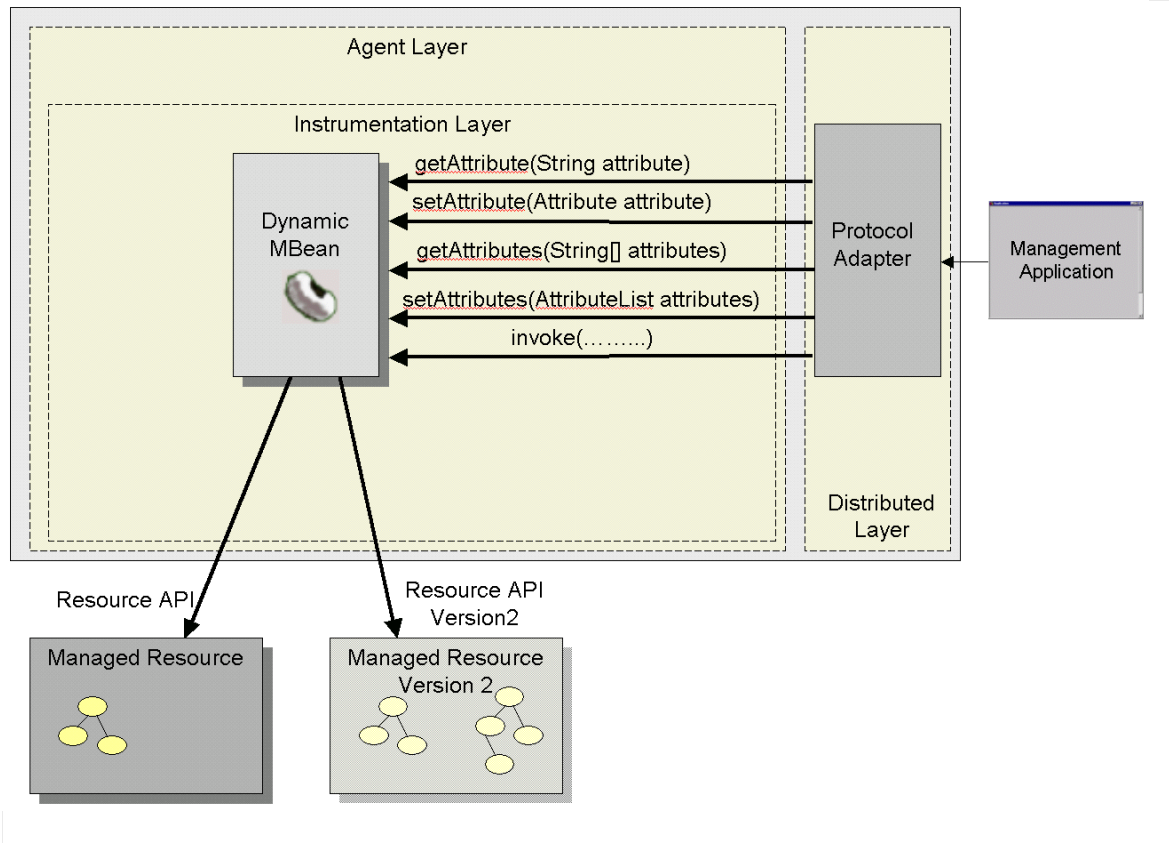 Agent Layer
Instrumentation Layer
getAttribute(String attribute)
setAttribute(Attribute attribute)
getAttributes(String[] attributes)
setAttributes(AttributeList attributes)
invoke(……...)
Dynamic
MBean
Protocol
Adapter
Management
Application
Distributed
Layer
Resource API
Resource API
Version2
Managed Resource
Managed Resource
Version 2